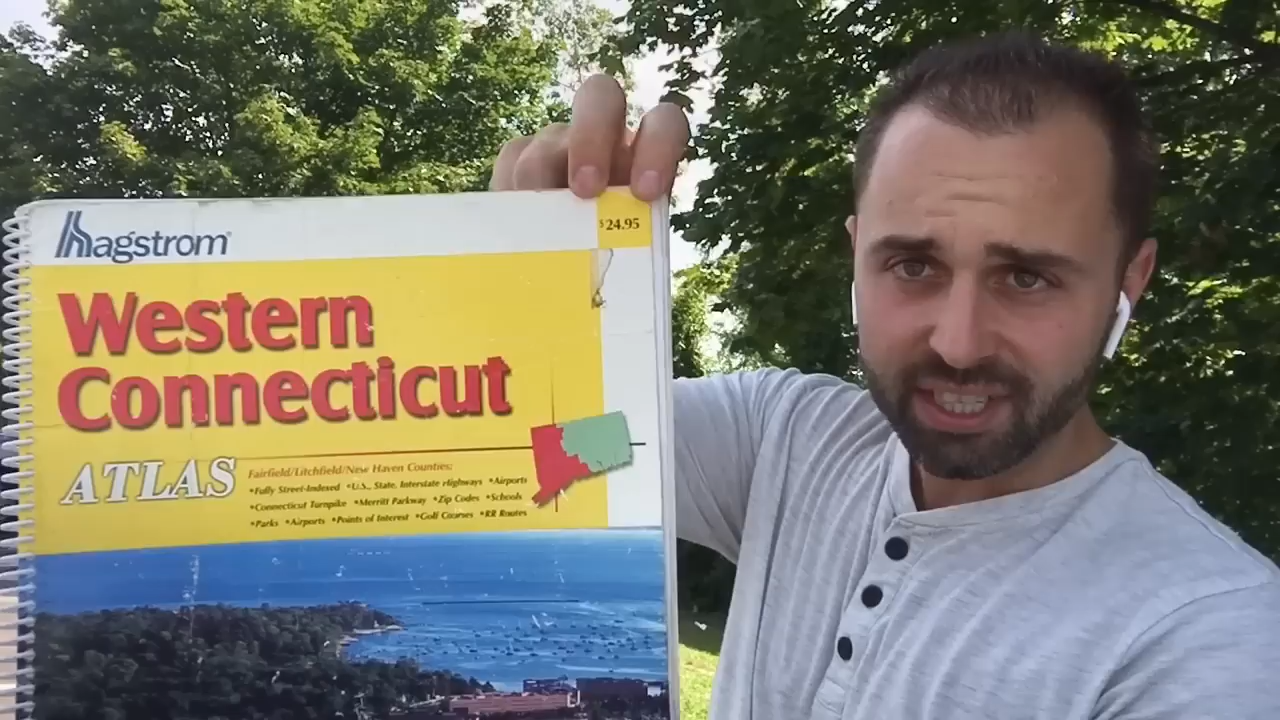 hagstrom®
$24.95
Western
Connecticut
ATLAS
Fairfield/Litchfield/New Haven Counties:
•Fully Street-Indexed •U.S., State, Interstate Highways •Airports
•Connecticut Turnpike •Merritt Parkway •Zip Codes •Schools
•Parks •Airports •Points of Interest •Golf Courses •RR Routes